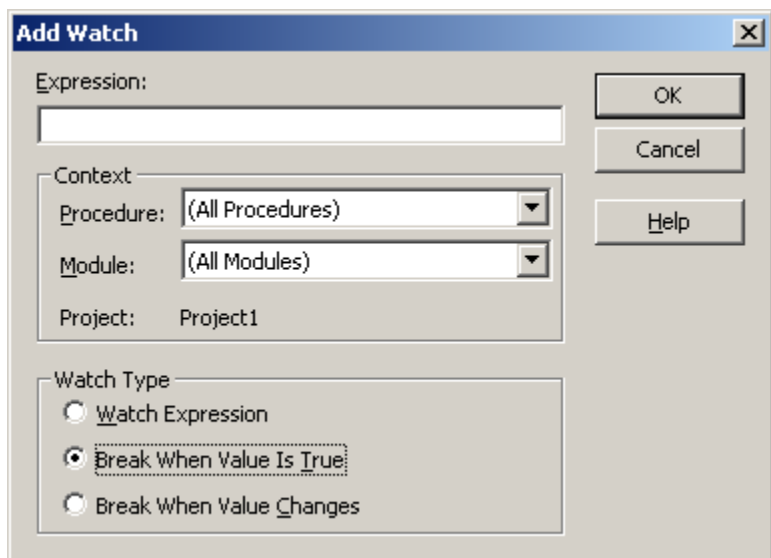 Add Watch
Expression:
OK
Cancel
Help
Context
Procedure: (All Procedures)
Module: (All Modules)
Project: Project1
Watch Type
Watch Expression
Break When Value Is True
Break When Value Changes